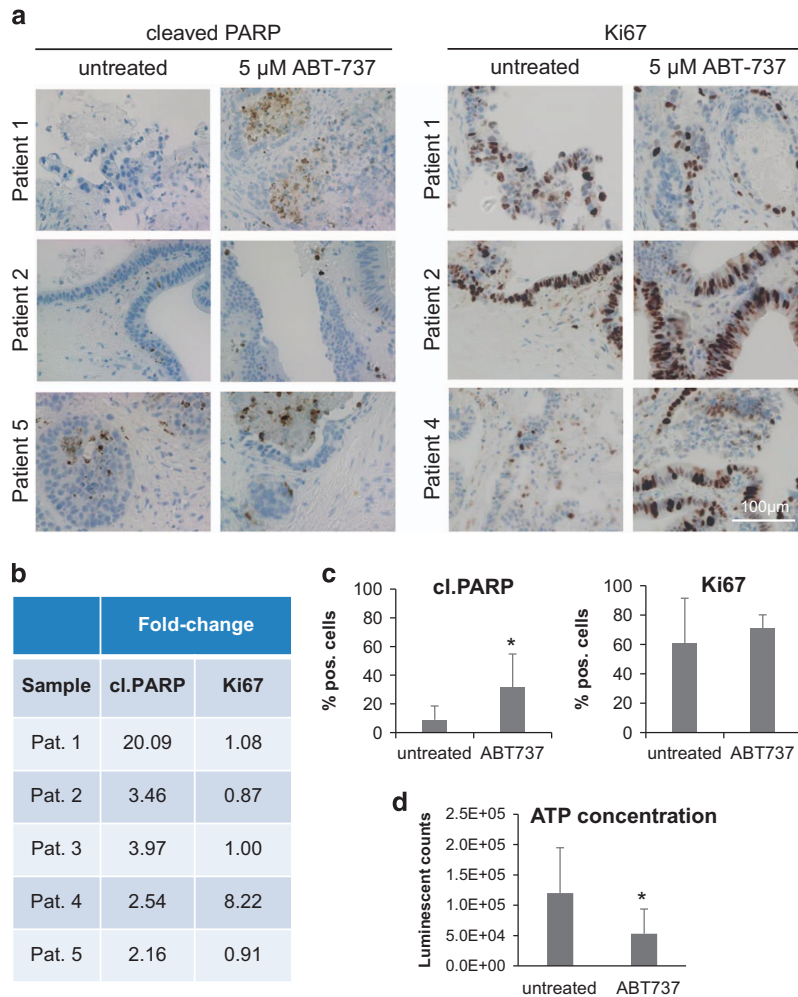 a
cleaved PARP
Ki67
untreated
5 µM ABT-737
untreated
5 µM ABT-737
Patient 1
Patient 1
Patient 2
Patient 2
Patient 5
Patient 4
100µm
b
Fold-change
Sample cl.PARP Ki67
Pat. 1 20.09 1.08
Pat. 2 3.46 0.87
Pat. 3 3.97 1.00
Pat. 4 2.54 8.22
Pat. 5 2.16 0.91
c
cl.PARP
% pos. cells
100
80
60
40
20
0
*
untreated ABT737
Ki67
% pos. cells
100
80
60
40
20
0
untreated ABT737
d
ATP concentration
Luminescent counts
2.5E+05
2.0E+05
1.5E+05
1.0E+05
5.0E+04
0.0E+00
*
untreated ABT737